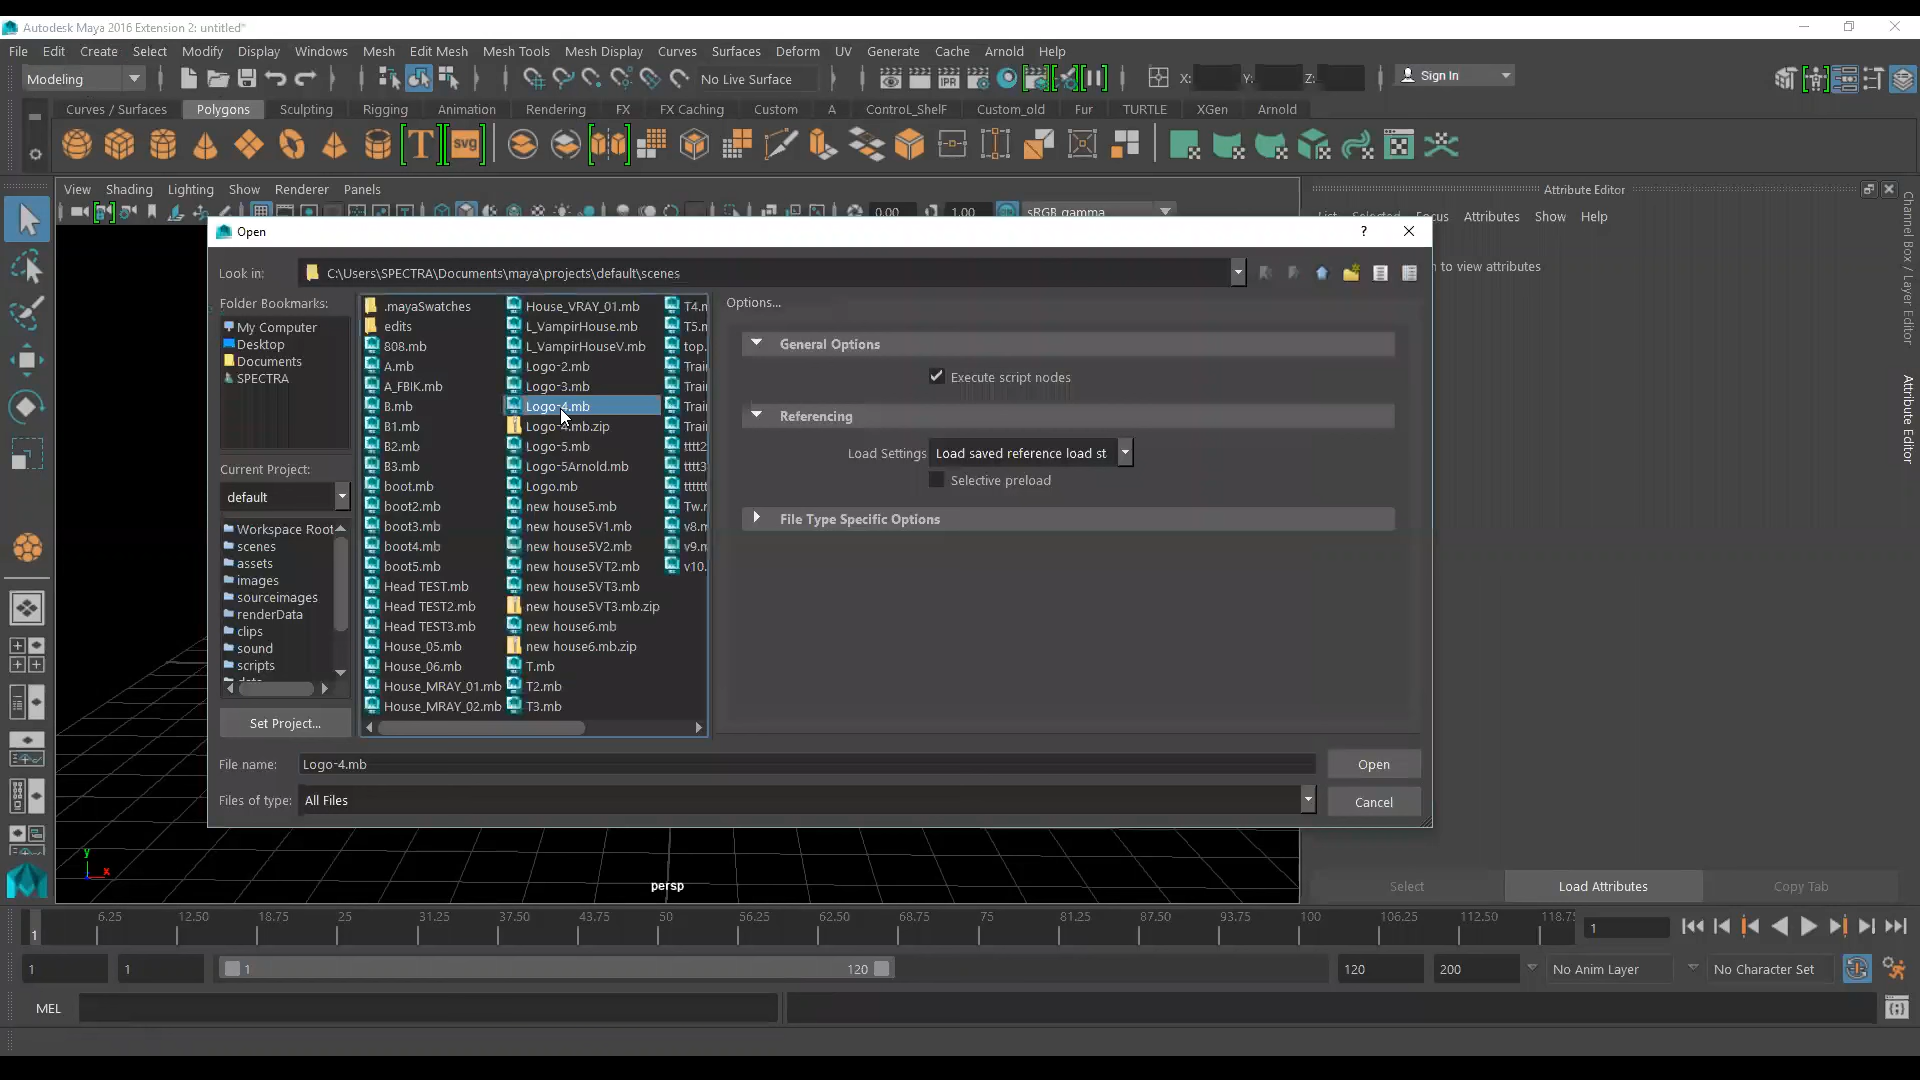 Autodesk Maya 2016 Extension 2: untitled*
File Edit Create Select Modify Display Windows Mesh Edit Mesh Mesh Tools Mesh Display Curves Surfaces Deform UV Generate Cache Arnold Help
Modeling No Live Surface IPR X: Y: Z: Sign In
Curves / Surfaces Polygons Sculpting Rigging Animation Rendering FX FX Caching Custom A ControL_ShelF Custom_old Fur TURTLE XGen Arnold
T SVG
View Shading Lighting Show Renderer Panels Attribute Editor
0.00 1.00 sRGB gamma
Attributes Show Help
to view attributes
Channel Box / Layer Editor
Attribute Editor
Open ?
Look in: C:\Users\SPECTRA\Documents\maya\projects\default\scenes
Folder Bookmarks:
My Computer
Desktop
Documents
SPECTRA
Current Project:
default
Workspace Root
scenes
assets
images
sourceimages
renderData
clips
sound
scripts
Set Project...
.mayaSwatches
edits
808.mb
A.mb
A_FBIK.mb
B.mb
B1.mb
B2.mb
B3.mb
boot.mb
boot2.mb
boot3.mb
boot4.mb
boot5.mb
Head TEST.mb
Head TEST2.mb
Head TEST3.mb
House_05.mb
House_06.mb
House_MRAY_01.mb
House_MRAY_02.mb
House_VRAY_01.mb
L_VampirHouse.mb
L_VampirHouseV.mb
Logo-2.mb
Logo-3.mb
Logo-4.mb
Logo-4.mb.zip
Logo-5.mb
Logo-5Arnold.mb
Logo.mb
new house5.mb
new house5V1.mb
new house5V2.mb
new house5VT2.mb
new house5VT3.mb
new house5VT3.mb.zip
new house6.mb
new house6.mb.zip
T.mb
T2.mb
T3.mb
Options...
General Options
Execute script nodes
Referencing
Load Settings Load saved reference load st
Selective preload
File Type Specific Options
File name: Logo-4.mb Open
Files of type: All Files Cancel
y
x
persp
Select Load Attributes Copy Tab
6.25 12.50 18.75 25 31.25 37.50 43.75 50 56.25 62.50 68.75 75 81.25 87.50 93.75 100 106.25 112.50 118.75
1 1
1 1 1 120 120 200 No Anim Layer No Character Set
MEL